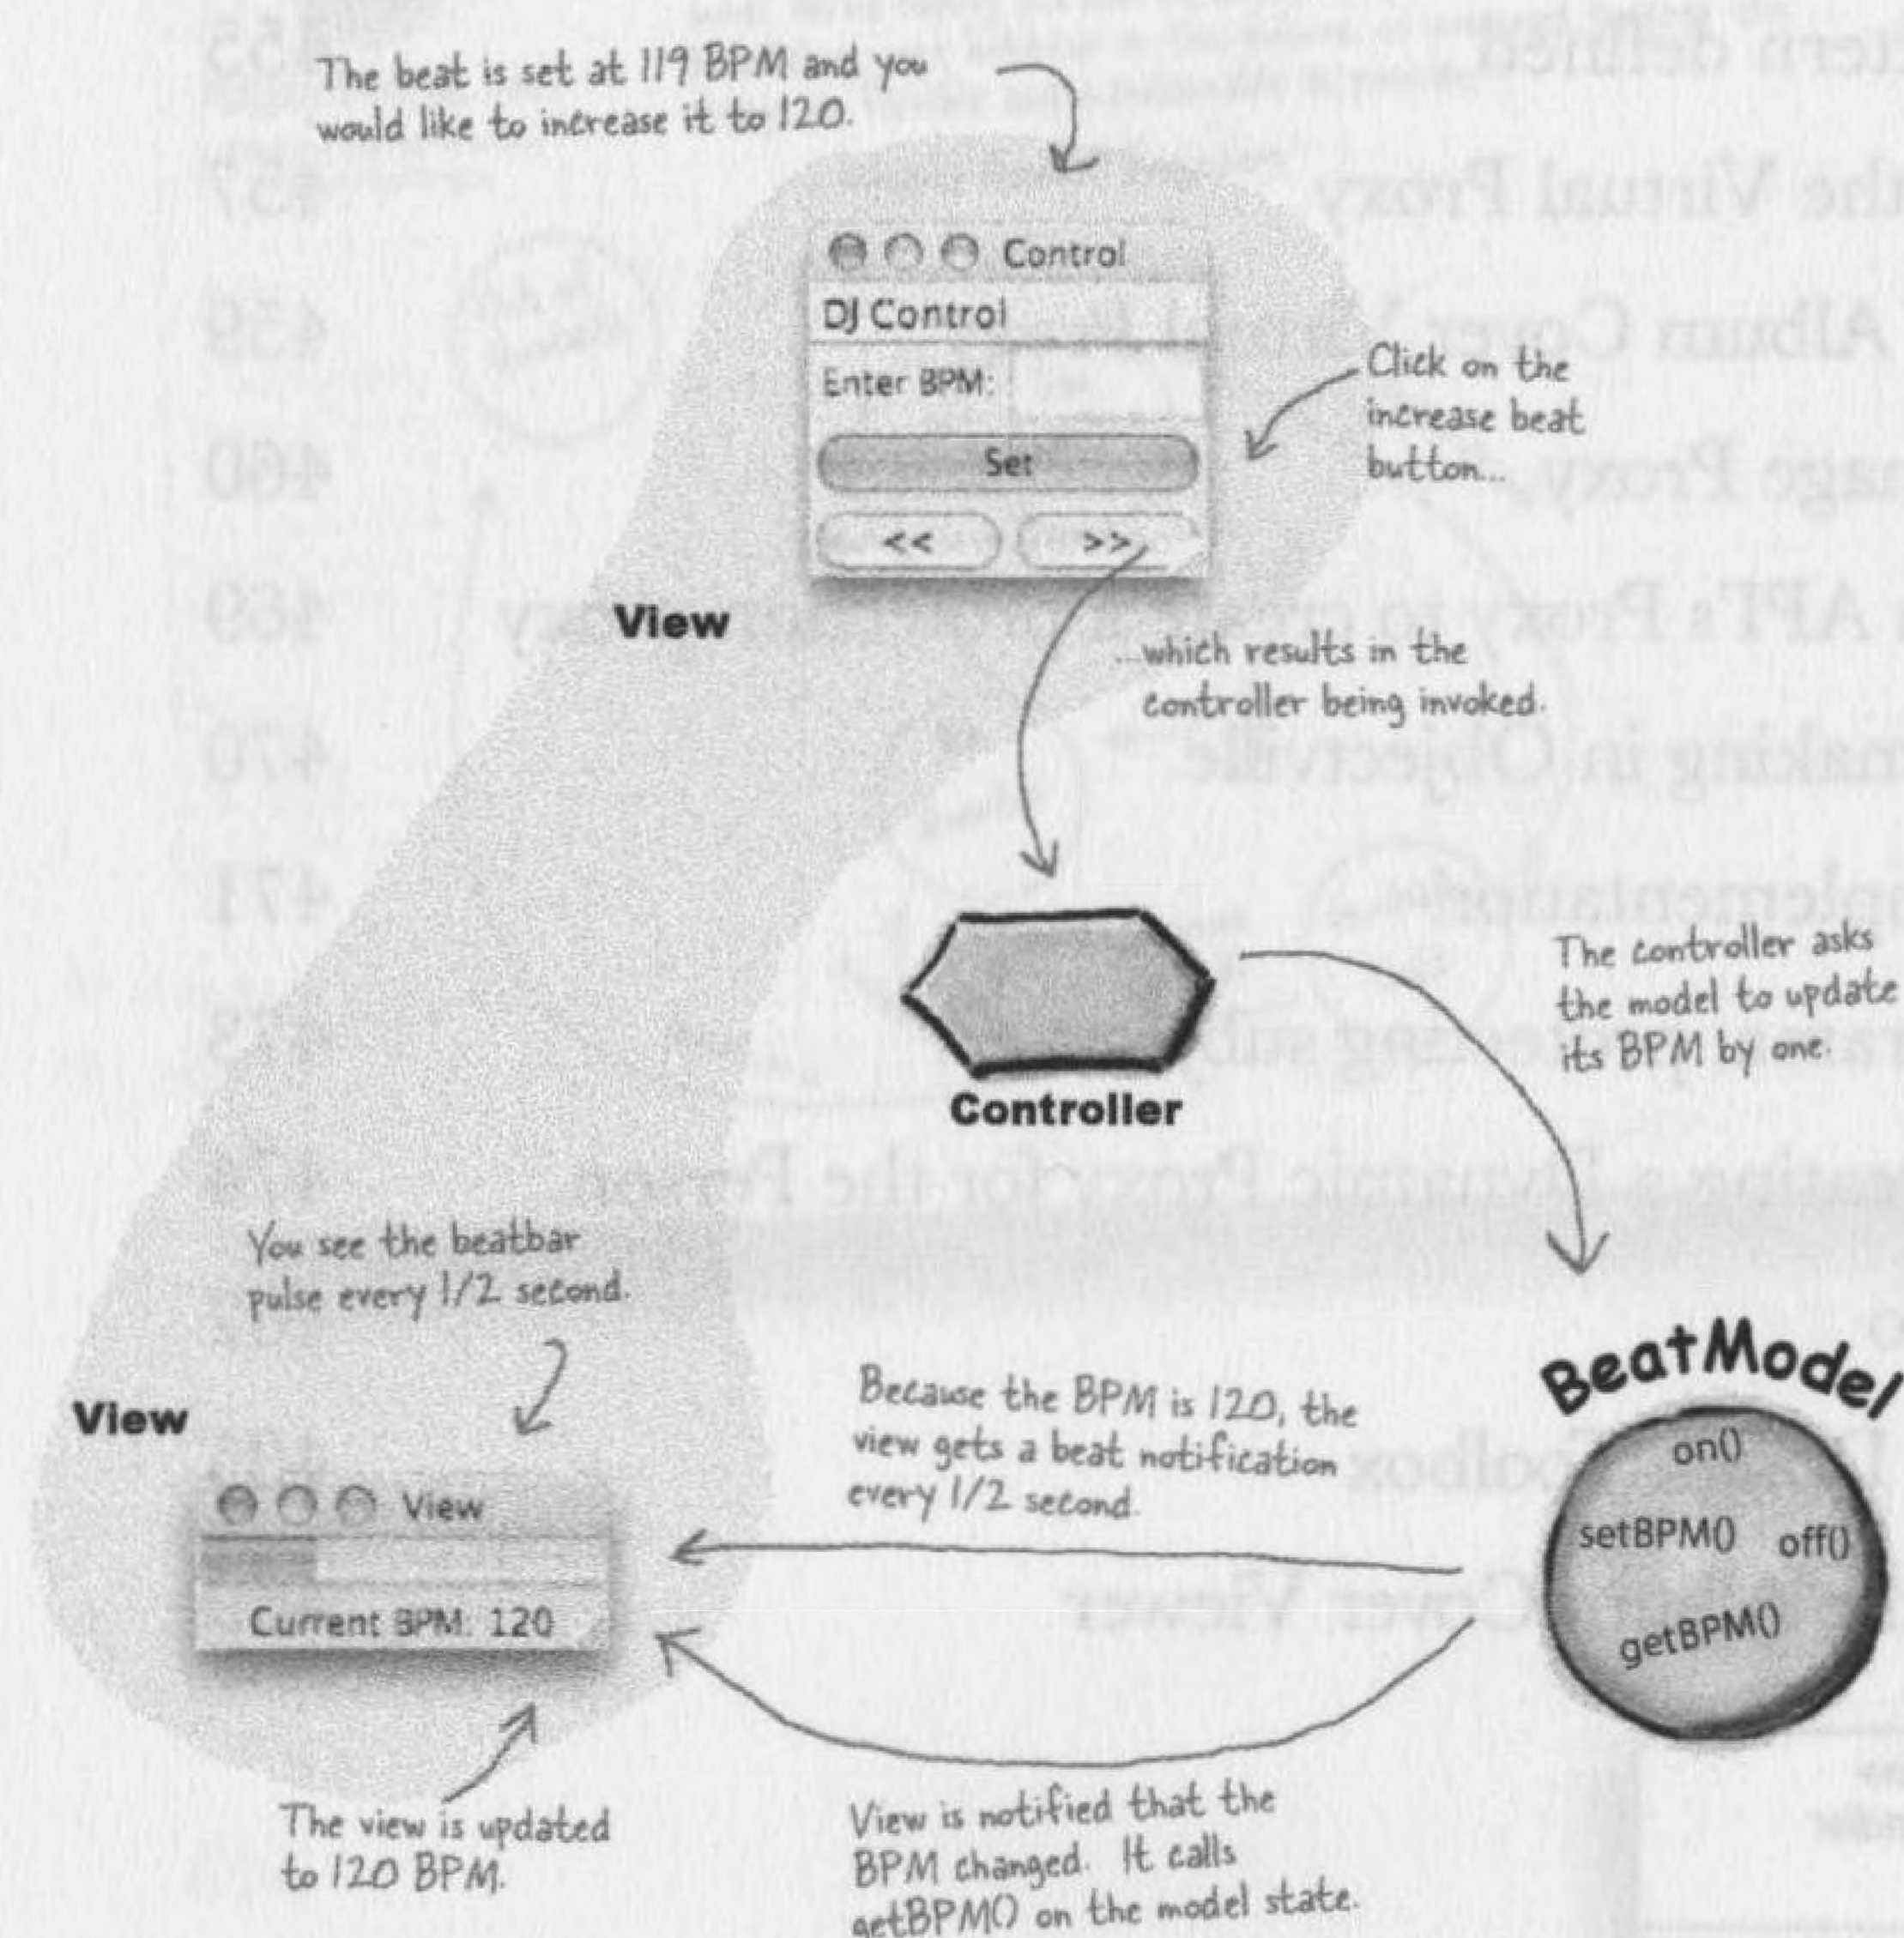 The beat is set at 119 BPM and you
would like to increase it to 120.
Control
DJ Control
Enter BPM:
Set
<< >>
Click on the
increase beat
button...
View
...which results in the
controller being invoked.
Controller
The controller asks
the model to update
its BPM by one.
You see the beatbar
pulse every 1/2 second.
View
View
Current BPM: 120
Because the BPM is 120, the
view gets a beat notification
every 1/2 second.
BeatModel
on()
setBPM() off()
getBPM()
The view is updated
to 120 BPM.
View is notified that the
BPM changed. It calls
getBPM() on the model state.